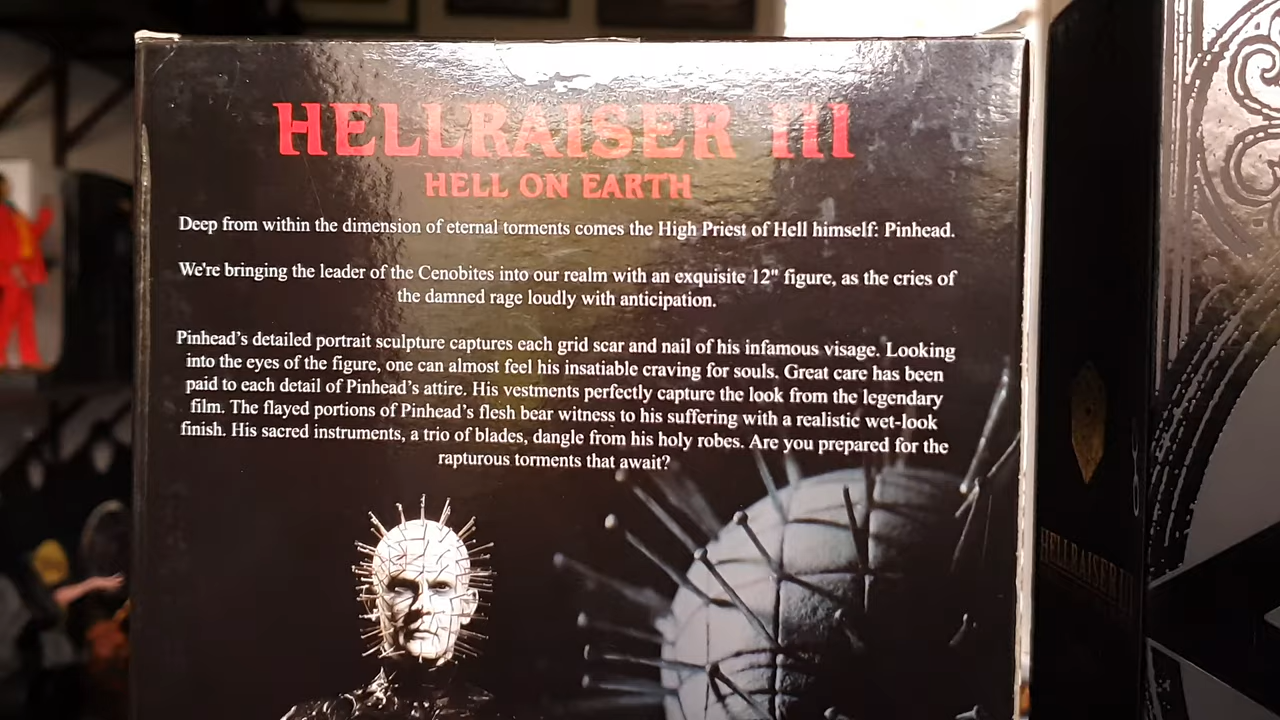 HELLRAISER III
HELL ON EARTH
Deep from within the dimension of eternal torments comes the High Priest of Hell himself: Pinhead.
We're bringing the leader of the Cenobites into our realm with an exquisite 12" figure, as the cries of
the damned rage loudly with anticipation.
Pinhead's detailed portrait sculpture captures each grid scar and nail of his infamous visage. Looking
into the eyes of the figure, one can almost feel his insatiable craving for souls. Great care has been
paid to each detail of Pinhead's attire. His vestments perfectly capture the look from the legendary
film. The flayed portions of Pinhead's flesh bear witness to his suffering with a realistic wet-look
finish. His sacred instruments, a trio of blades, dangle from his holy robes. Are you prepared for the
rapturous torments that await?
HELLRAISER III